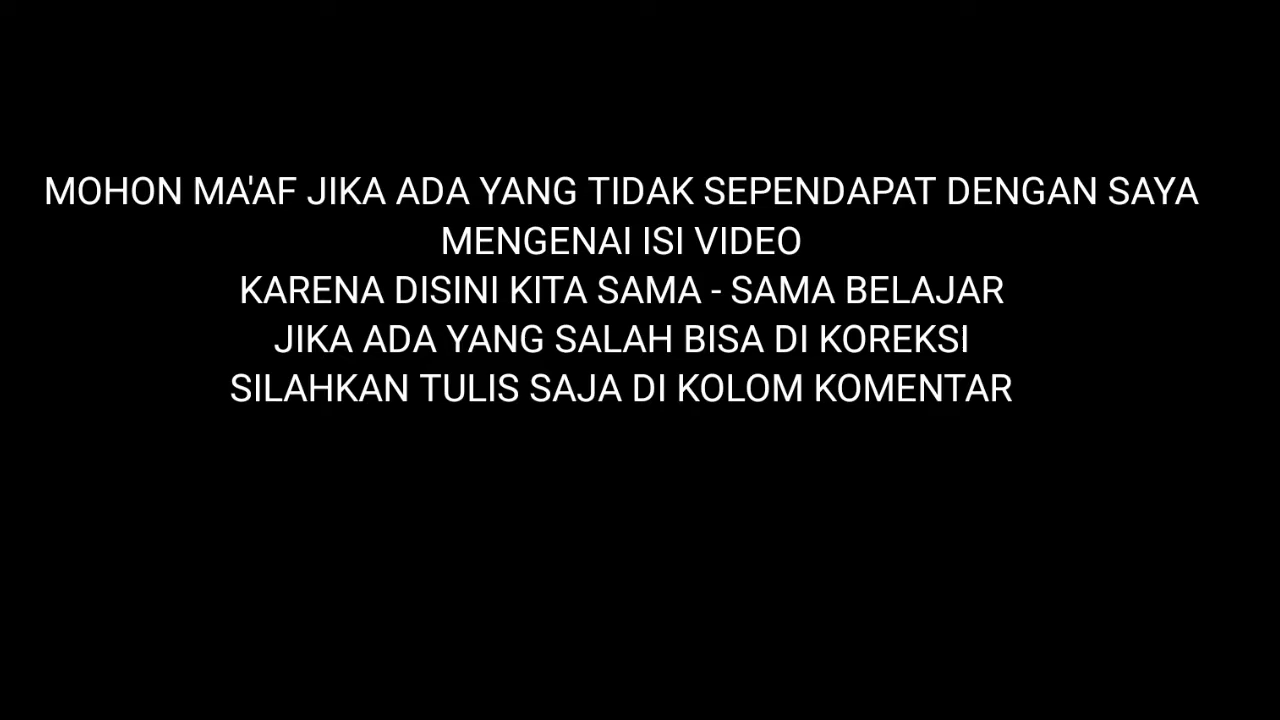 MOHON MA'AF JIKA ADA YANG TIDAK SEPENDAPAT DENGAN SAYA
MENGENAI ISI VIDEO
KARENA DISINI KITA SAMA - SAMA BELAJAR
JIKA ADA YANG SALAH BISA DI KOREKSI
SILAHKAN TULIS SAJA DI KOLOM KOMENTAR